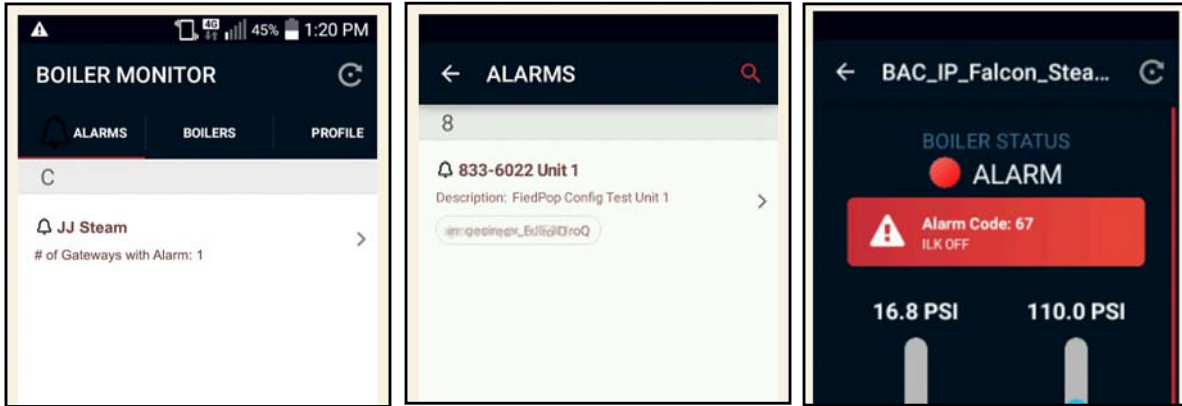 4G 45% 1:20 PM
BOILER MONITOR
ALARMS BOILERS PROFILE
C
JJ Steam
# of Gateways with Alarm: 1
ALARMS
8
833-6022 Unit 1
Description: FiedPop Config Test Unit 1
BAC_IP_Falcon_Stea...
BOILER STATUS
ALARM
Alarm Code: 67
ILK OFF
16.8 PSI 110.0 PSI